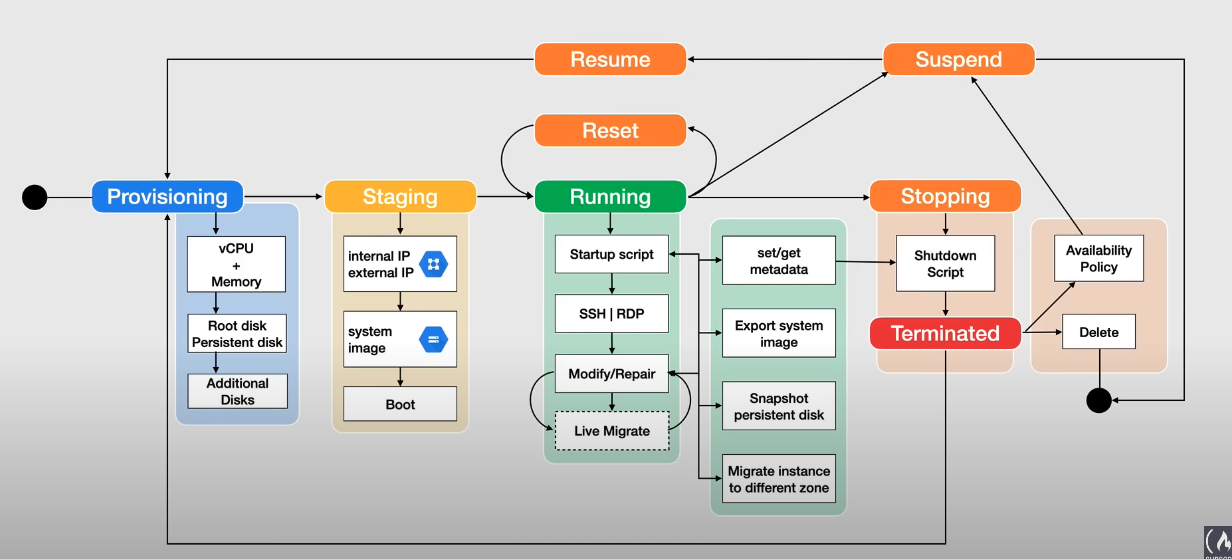 Resume
Suspend
Reset
Provisioning
Staging
Running
Stopping
vCPU
+
Memory
Root disk
Persistent disk
Additional
Disks
internal IP
external IP
system
image
Boot
Startup script
SSH | RDP
Modify/Repair
Live Migrate
set/get
metadata
Export system
image
Snapshot
persistent disk
Migrate instance
to different zone
Shutdown
Script
Terminated
Availability
Policy
Delete